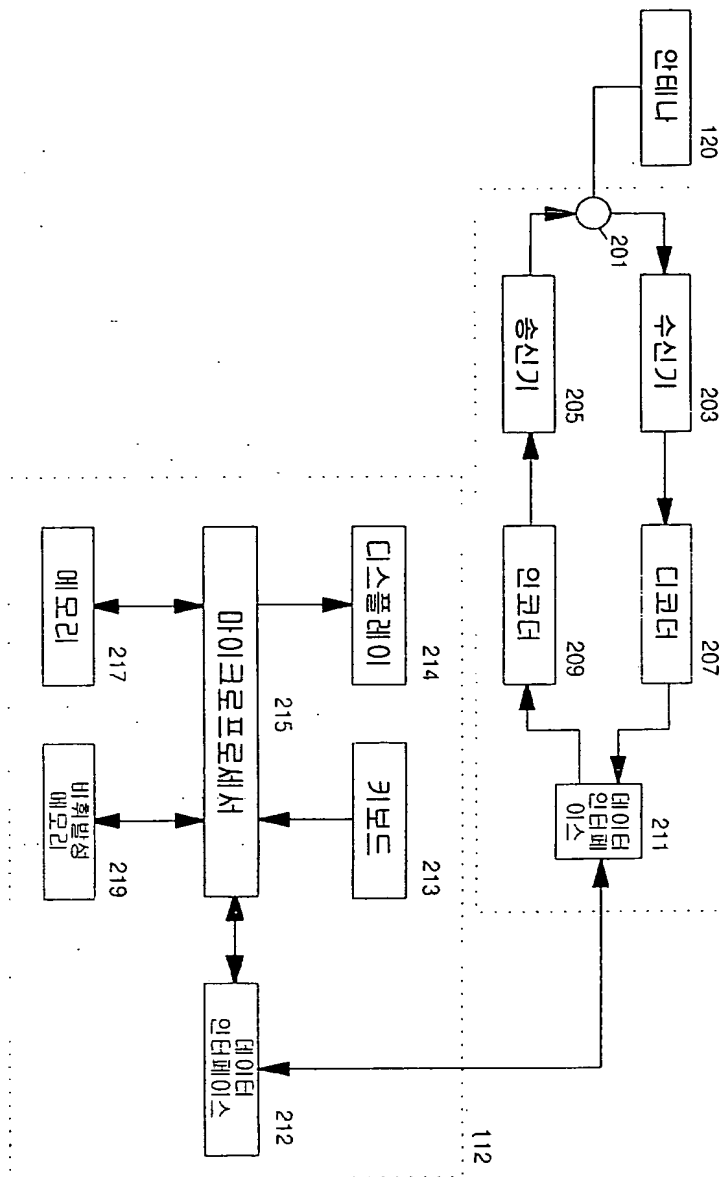 120
안테나
203
수신기
207
디코더
211
데이터
인터페
이스
201
205
송신기
209
인코더
112
214
디스플레이
213
키보드
215
마이크로프로세서
212
데이터
인터페이스
217
메모리
219
비휘발성
메모리